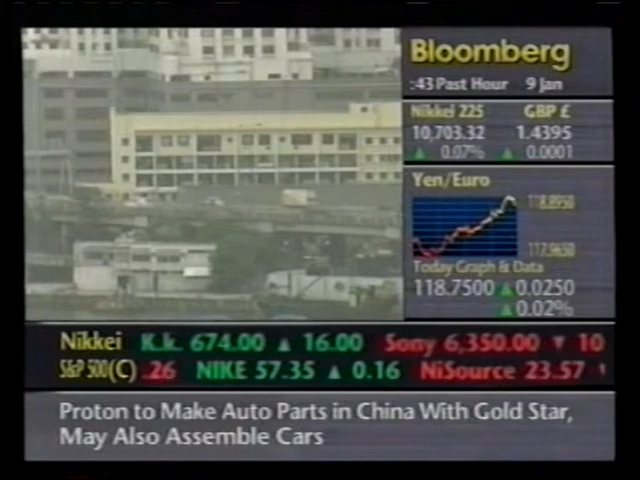 Bloomberg
:43 Past Hour 9 Jan
Nikkei 225 GBP £
10,703.32 1.4395
▲ 0.07% ▲ 0.0001
Yen/Euro
118.8950
117.9650
Today Graph & Data
118.7500 ▲ 0.0250
▲ 0.02%
Nikkei K.k. 674.00 ▲ 16.00 Sony 6,350.00 ▼ 10
S&P 500(C) .26 NIKE 57.35 ▲ 0.16 NiSource 23.57
Proton to Make Auto Parts in China With Gold Star,
May Also Assemble Cars